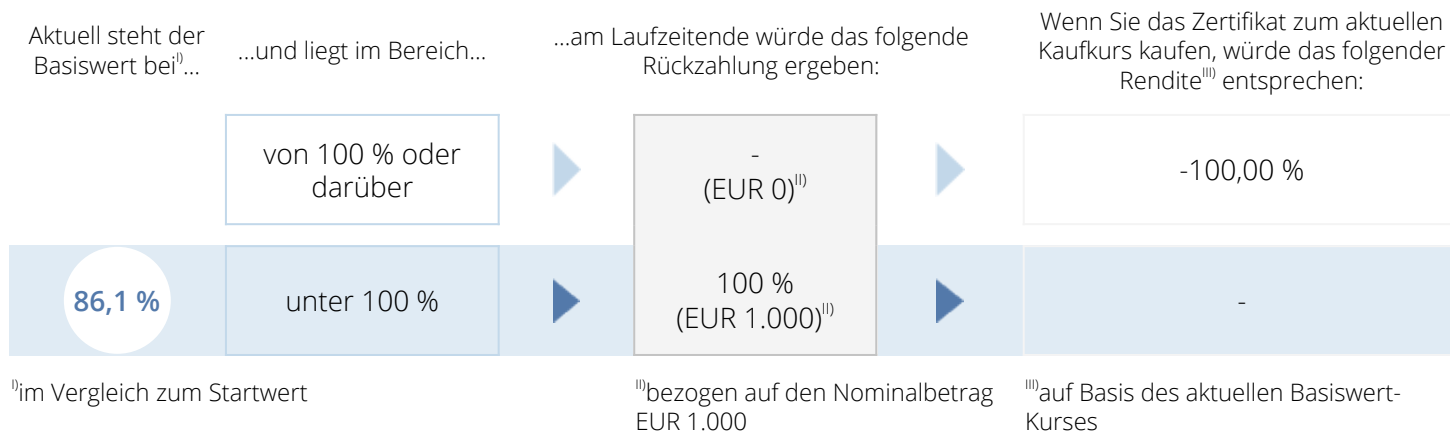 Aktuell steht der
Basiswert bei I)...
...und liegt im Bereich...
...am Laufzeitende würde das folgende
Rückzahlung ergeben:
Wenn Sie das Zertifikat zum aktuellen
Kaufkurs kaufen, würde das folgender
Rendite III) entsprechen:
von 100 % oder
darüber
-
(EUR 0) II)
-100,00 %
86,1 %
unter 100 %
100 %
(EUR 1.000) II)
-
I) im Vergleich zum Startwert
II) bezogen auf den Nominalbetrag
EUR 1.000
III) auf Basis des aktuellen Basiswert-
Kurses